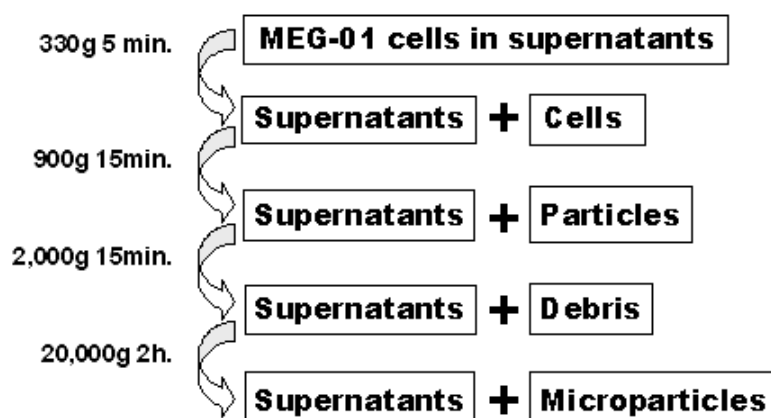 330g 5 min.
MEG-01 cells in supernatants
Supernatants + Cells
900g 15min.
Supernatants + Particles
2,000g 15min.
Supernatants + Debris
20,000g 2h.
Supernatants + Microparticles